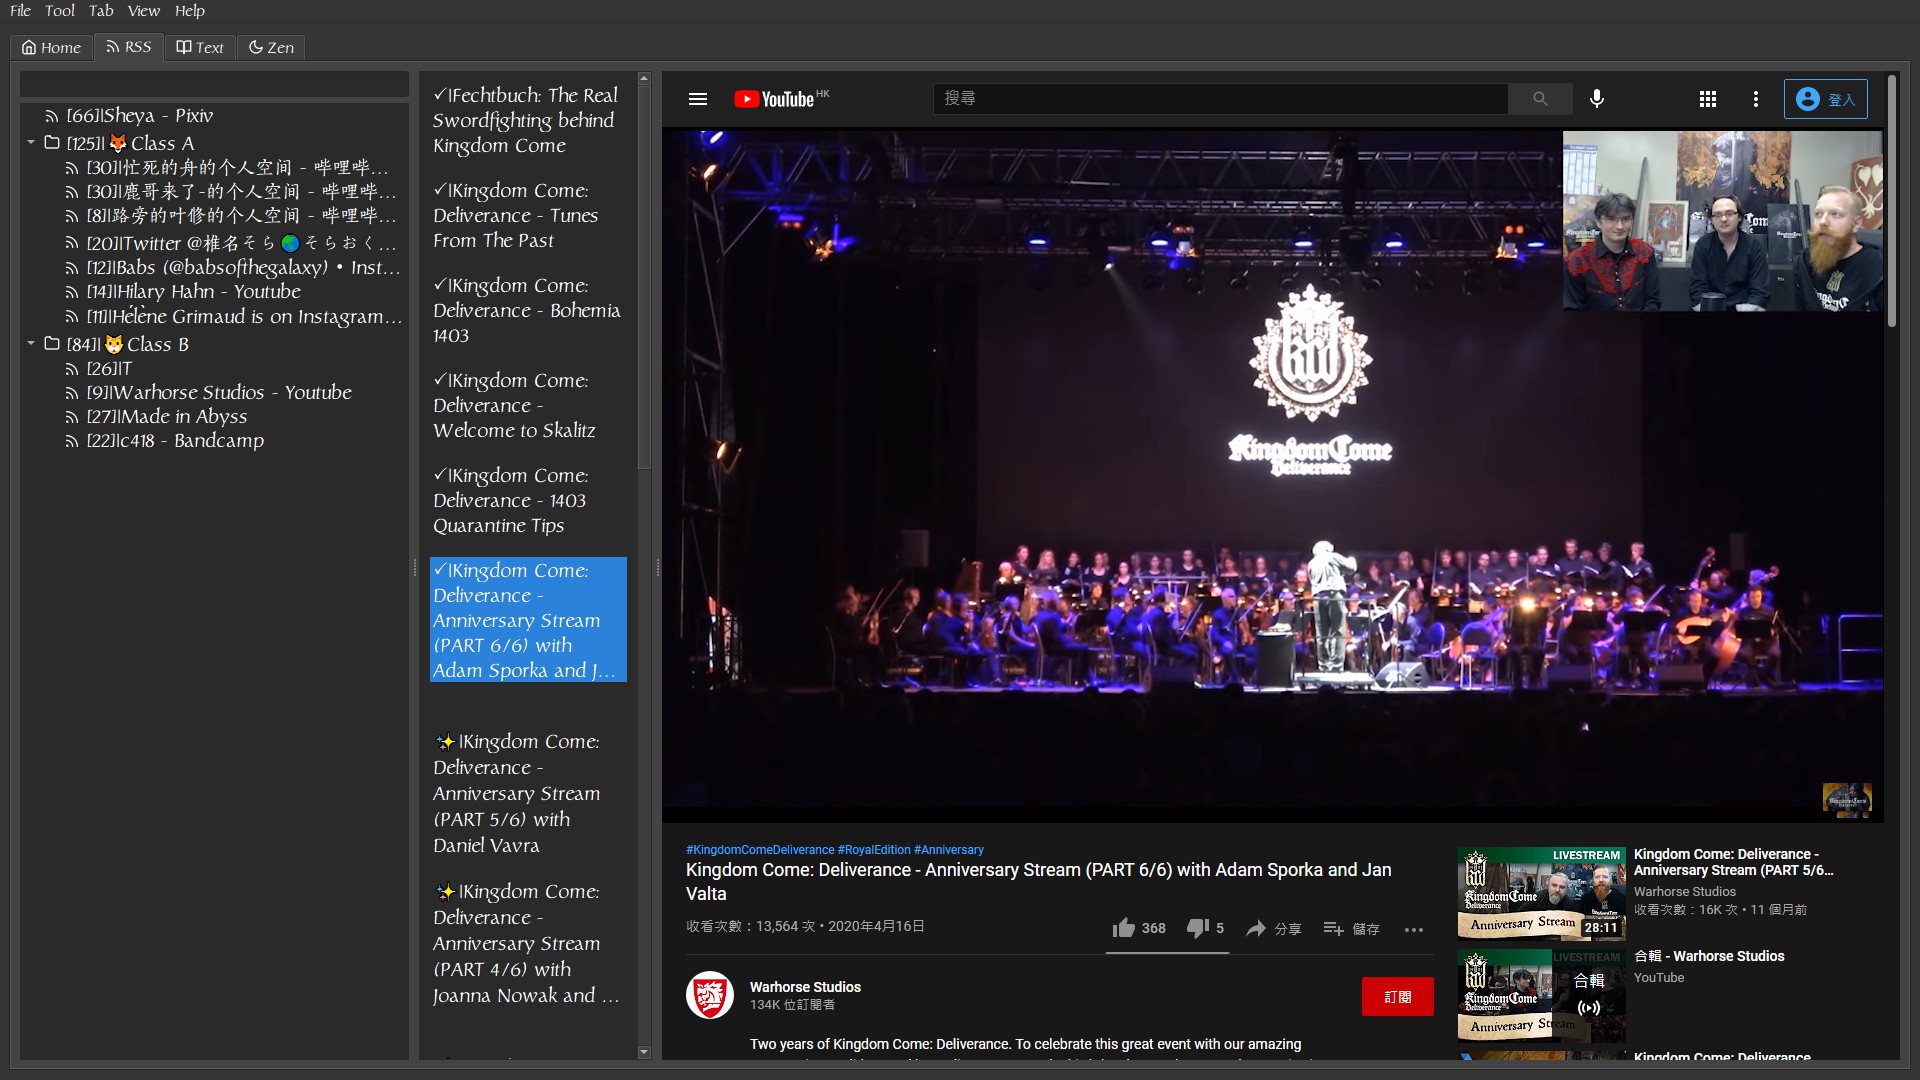 File Tool Tab View Help
Home RSS Text Zen
[66]|Sheya - Pixiv
[125]|🦊Class A
[30]|忙死的舟的个人空间 - 哔哩哔…
[30]|鹿哥来了-的个人空间 - 哔哩哔…
[8]|路旁的叶修的个人空间 - 哔哩哔…
[20]|Twitter @椎名そら🌏そらおく…
[12]|Babs (@babsofthegalaxy) • Inst…
[14]|Hilary Hahn - Youtube
[11]|Hélène Grimaud is on Instagram…
[84]|🐱Class B
[26]|T
[9]|Warhorse Studios - Youtube
[27]|Made in Abyss
[22]|c418 - Bandcamp
✓|Fechtbuch: The Real
Swordfighting behind
Kingdom Come
✓|Kingdom Come:
Deliverance - Tunes
From The Past
✓|Kingdom Come:
Deliverance - Bohemia
1403
✓|Kingdom Come:
Deliverance -
Welcome to Skalitz
✓|Kingdom Come:
Deliverance - 1403
Quarantine Tips
✓|Kingdom Come:
Deliverance -
Anniversary Stream
(PART 6/6) with
Adam Sporka and J…
✨|Kingdom Come:
Deliverance -
Anniversary Stream
(PART 5/6) with
Daniel Vavra
✨|Kingdom Come:
Deliverance -
Anniversary Stream
(PART 4/6) with
Joanna Nowak and …
YouTube HK
搜尋
登入
Kingdom Come
Deliverance
#KingdomComeDeliverance #RoyalEdition #Anniversary
Kingdom Come: Deliverance - Anniversary Stream (PART 6/6) with Adam Sporka and Jan
Valta
收看次數：13,564 次 • 2020年4月16日
368 5 分享 儲存
Warhorse Studios
134K 位訂閱者
訂閱
Two years of Kingdom Come: Deliverance. To celebrate this great event with our amazing
LIVESTREAM
Kingdom Come
Deliverance
Anniversary Stream
28:11
Kingdom Come: Deliverance -
Anniversary Stream (PART 5/6…
Warhorse Studios
收看次數：16K 次 • 11 個月前
LIVESTREAM
Kingdom Come
Deliverance
Anniversary Stream
合輯
合輯 - Warhorse Studios
YouTube
Kingdom Come: Deliverance